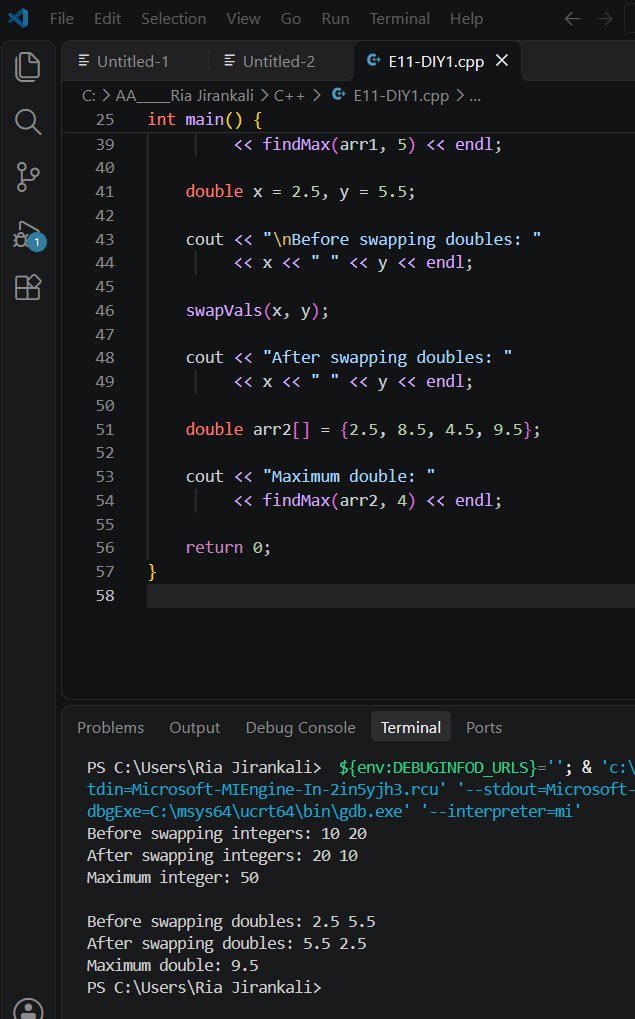 File Edit Selection View Go Run Terminal Help
Untitled-1 Untitled-2 E11-DIY1.cpp
C: > AA____Ria Jirankali > C++ > E11-DIY1.cpp > ...
25 int main() {
39 << findMax(arr1, 5) << endl;
40
41 double x = 2.5, y = 5.5;
42
43 cout << "\nBefore swapping doubles: "
44 << x << " " << y << endl;
45
46 swapVals(x, y);
47
48 cout << "After swapping doubles: "
49 << x << " " << y << endl;
50
51 double arr2[] = {2.5, 8.5, 4.5, 9.5};
52
53 cout << "Maximum double: "
54 << findMax(arr2, 4) << endl;
55
56 return 0;
57 }
58
1
Problems Output Debug Console Terminal Ports
PS C:\Users\Ria Jirankali> ${env:DEBUGINFOD_URLS}=''; & 'c:\
tdin=Microsoft-MIEngine-In-2in5yjh3.rcu' '--stdout=Microsoft-
dbgExe=C:\msys64\ucrt64\bin\gdb.exe' '--interpreter=mi'
Before swapping integers: 10 20
After swapping integers: 20 10
Maximum integer: 50

Before swapping doubles: 2.5 5.5
After swapping doubles: 5.5 2.5
Maximum double: 9.5
PS C:\Users\Ria Jirankali>